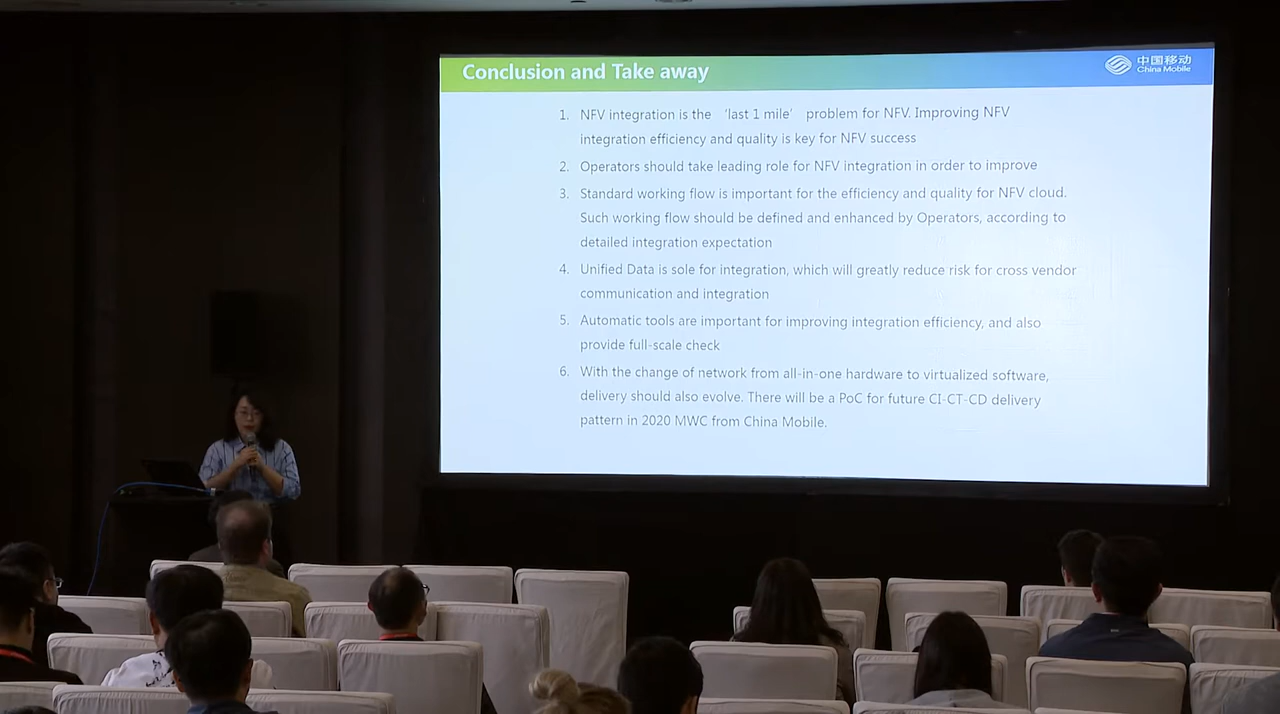 Conclusion and Take away
中国移动
China Mobile
1. NFV integration is the ‘last 1 mile’ problem for NFV. Improving NFV
integration efficiency and quality is key for NFV success
2. Operators should take leading role for NFV integration in order to improve
3. Standard working flow is important for the efficiency and quality for NFV cloud.
Such working flow should be defined and enhanced by Operators, according to
detailed integration expectation
4. Unified Data is sole for integration, which will greatly reduce risk for cross vendor
communication and integration
5. Automatic tools are important for improving integration efficiency, and also
provide full-scale check
6. With the change of network from all-in-one hardware to virtualized software,
delivery should also evolve. There will be a PoC for future CI-CT-CD delivery
pattern in 2020 MWC from China Mobile.